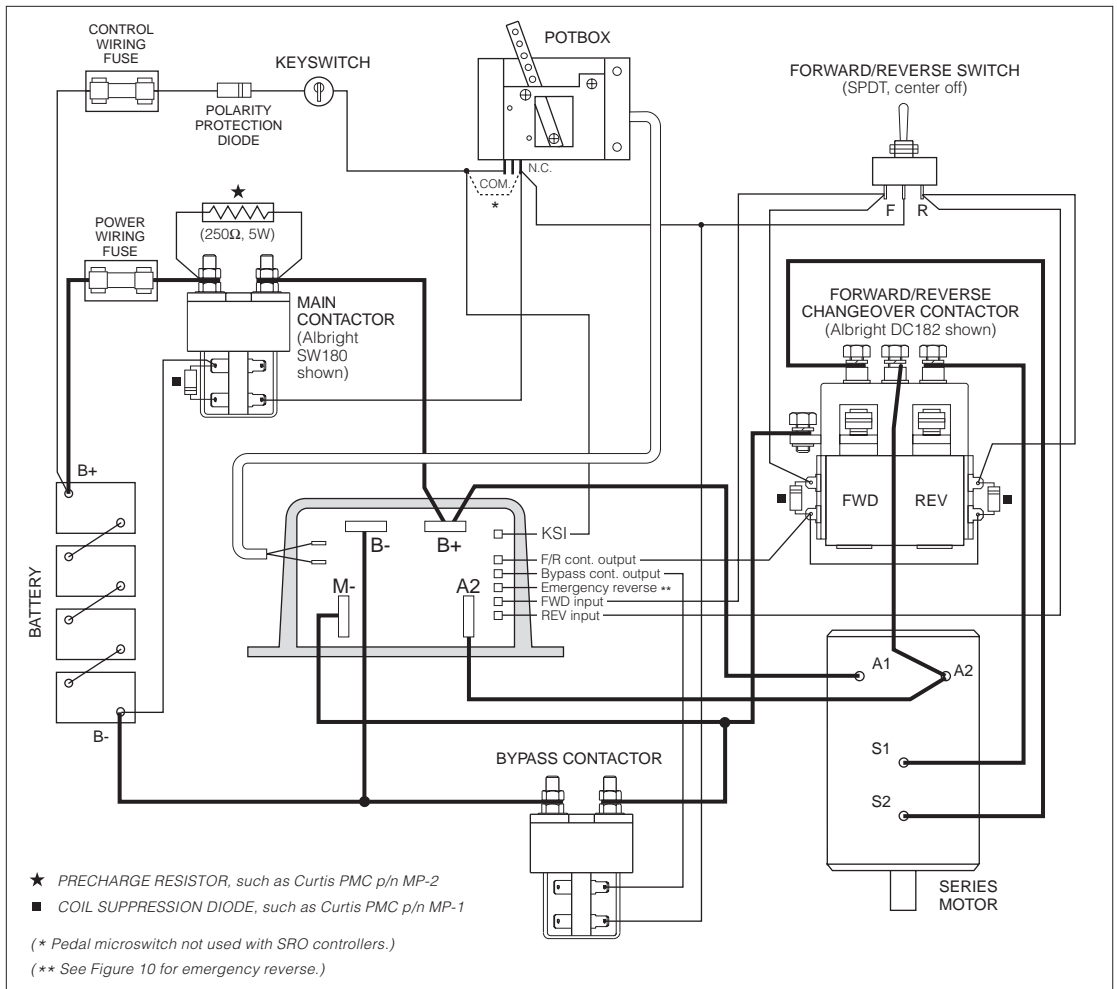 CONTROL
WIRING
FUSE
POLARITY
PROTECTION
DIODE
KEYSWITCH
POTBOX
FORWARD/REVERSE SWITCH
(SPDT, center off)
N.C.
COM.
*
F
R
★
(250Ω, 5W)
POWER
WIRING
FUSE
MAIN
CONTACTOR
(Albright
SW180
shown)
■
FORWARD/REVERSE
CHANGEOVER CONTACTOR
(Albright DC182 shown)
■
FWD
REV
■
B+
BATTERY
B-
B-
B+
M-
A2
KSI
F/R cont. output
Bypass cont. output
Emergency reverse **
FWD input
REV input
A1
A2
S1
S2
SERIES
MOTOR
BYPASS CONTACTOR
★ PRECHARGE RESISTOR, such as Curtis PMC p/n MP-2
■ COIL SUPPRESSION DIODE, such as Curtis PMC p/n MP-1
(* Pedal microswitch not used with SRO controllers.)
(** See Figure 10 for emergency reverse.)